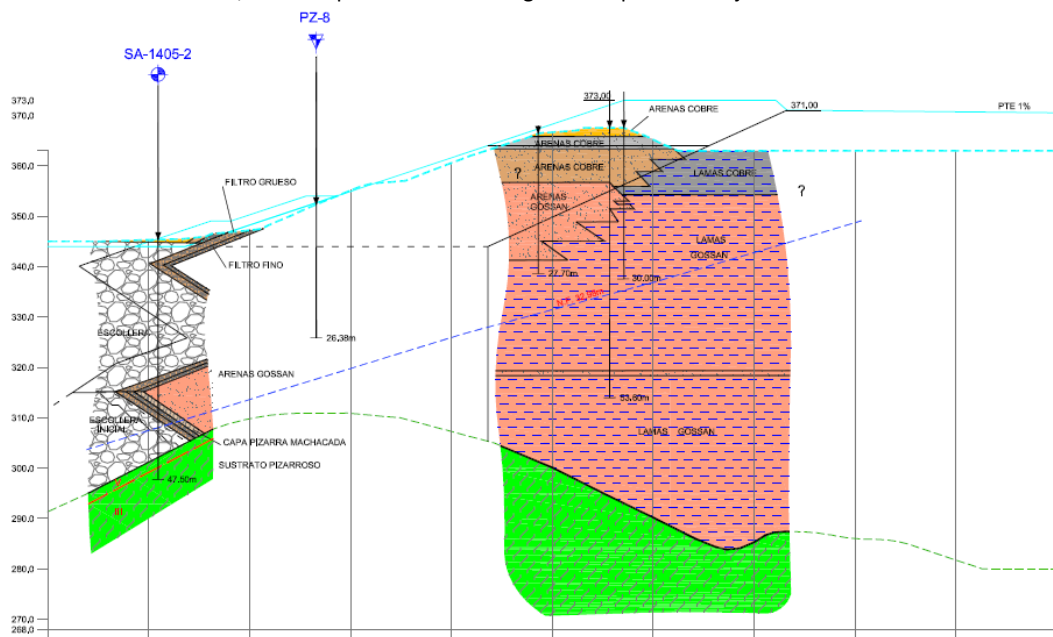 PZ-8
SA-1405-2
373,0
370,0
360,0
350,0
340,0
330,0
320,0
310,0
300,0
290,0
280,0
270,0
268,0
373,00
ARENAS COBRE
371,00
PTE 1%
ARENAS COBRE
ARENAS COBRE
LAMAS COBRE
?
?
FILTRO GRUESO
ARENAS
GOSSAN
FILTRO FINO
LAMAS
GOSSAN
27.70m
30.00m
ESCOLLERA
26,38m
ARENAS GOSSAN
53.60m
ESCOLLERA
INICIAL
LAMAS GOSSAN
CAPA PIZARRA MACHACADA
SUSTRATO PIZARROSO
47.50m
V
III